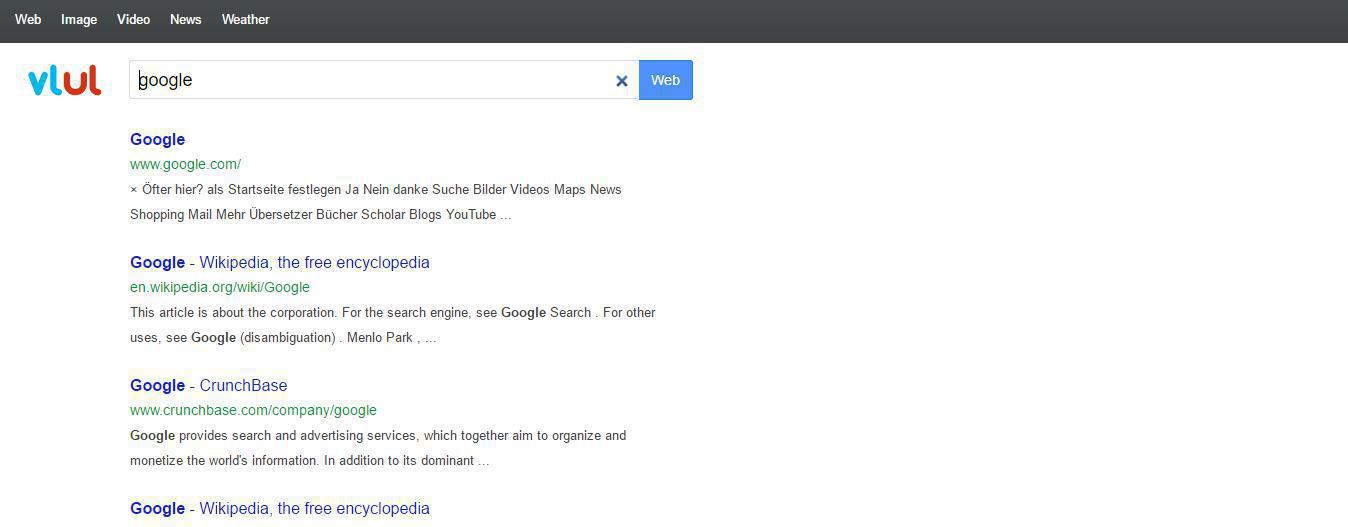 Web Image Video News Weather
vlul google × Web
Google
www.google.com/
× Öfter hier? als Startseite festlegen Ja Nein danke Suche Bilder Videos Maps News
Shopping Mail Mehr Übersetzer Bücher Scholar Blogs YouTube ...
Google - Wikipedia, the free encyclopedia
en.wikipedia.org/wiki/Google
This article is about the corporation. For the search engine, see Google Search . For other
uses, see Google (disambiguation) . Menlo Park , ...
Google - CrunchBase
www.crunchbase.com/company/google
Google provides search and advertising services, which together aim to organize and
monetize the world's information. In addition to its dominant ...
Google - Wikipedia, the free encyclopedia